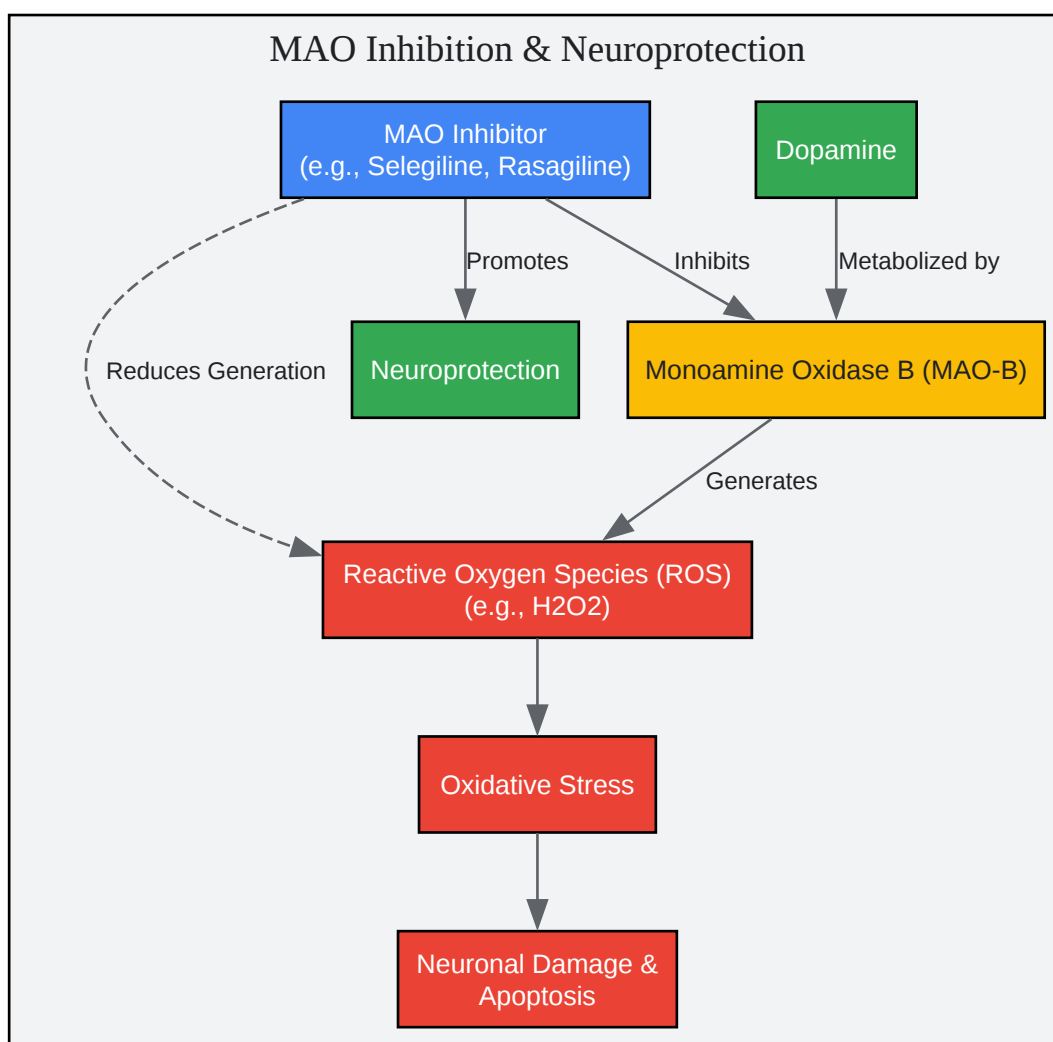 MAO Inhibition & Neuroprotection
MAO Inhibitor
(e.g., Selegiline, Rasagiline)
Dopamine
Promotes
Inhibits
Metabolized by
Reduces Generation
Neuroprotection
Monoamine Oxidase B (MAO-B)
Generates
Reactive Oxygen Species (ROS)
(e.g., H2O2)
Oxidative Stress
Neuronal Damage &
Apoptosis